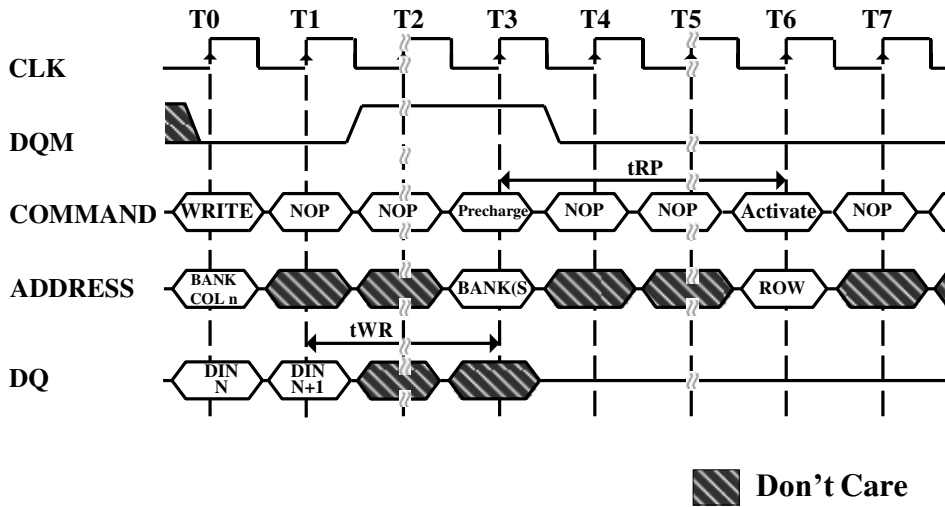 T0 T1 T2 T3 T4 T5 T6 T7
CLK
DQM
tRP
COMMAND WRITE NOP NOP Precharge NOP NOP Activate NOP
ADDRESS BANK COL n BANK(S ROW
tWR
DQ DIN N DIN N+1
Don't Care